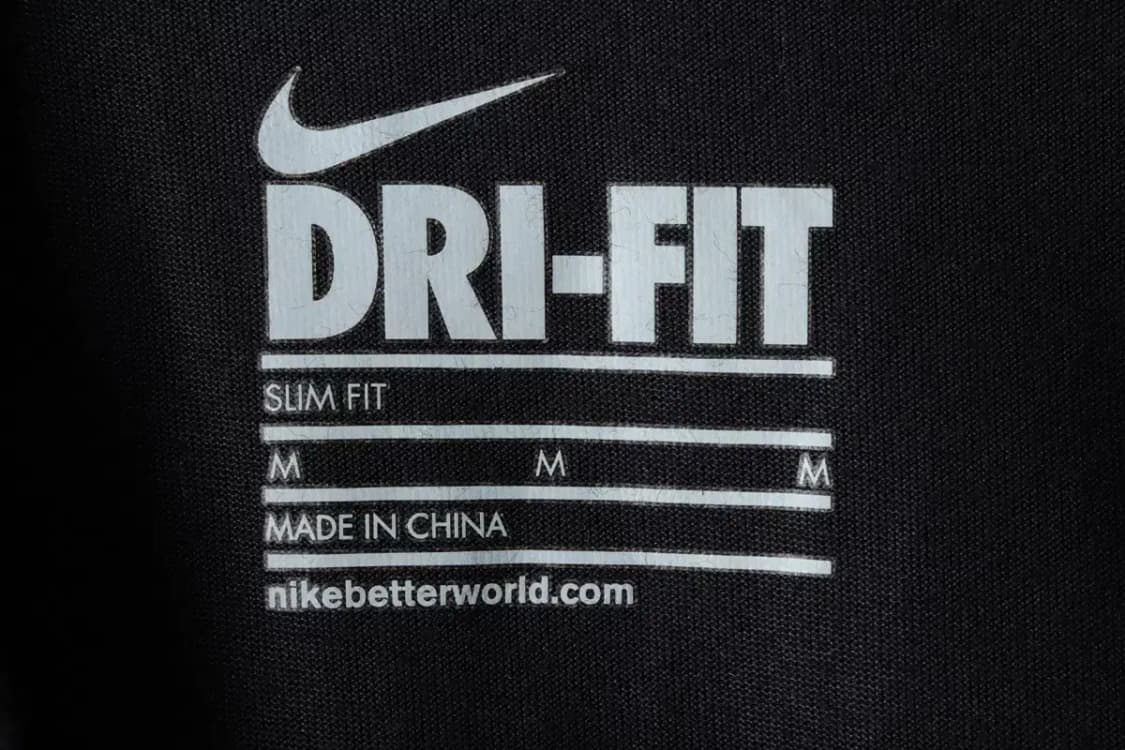 DRI-FIT
SLIM FIT
M M M
MADE IN CHINA
nikebetterworld.com